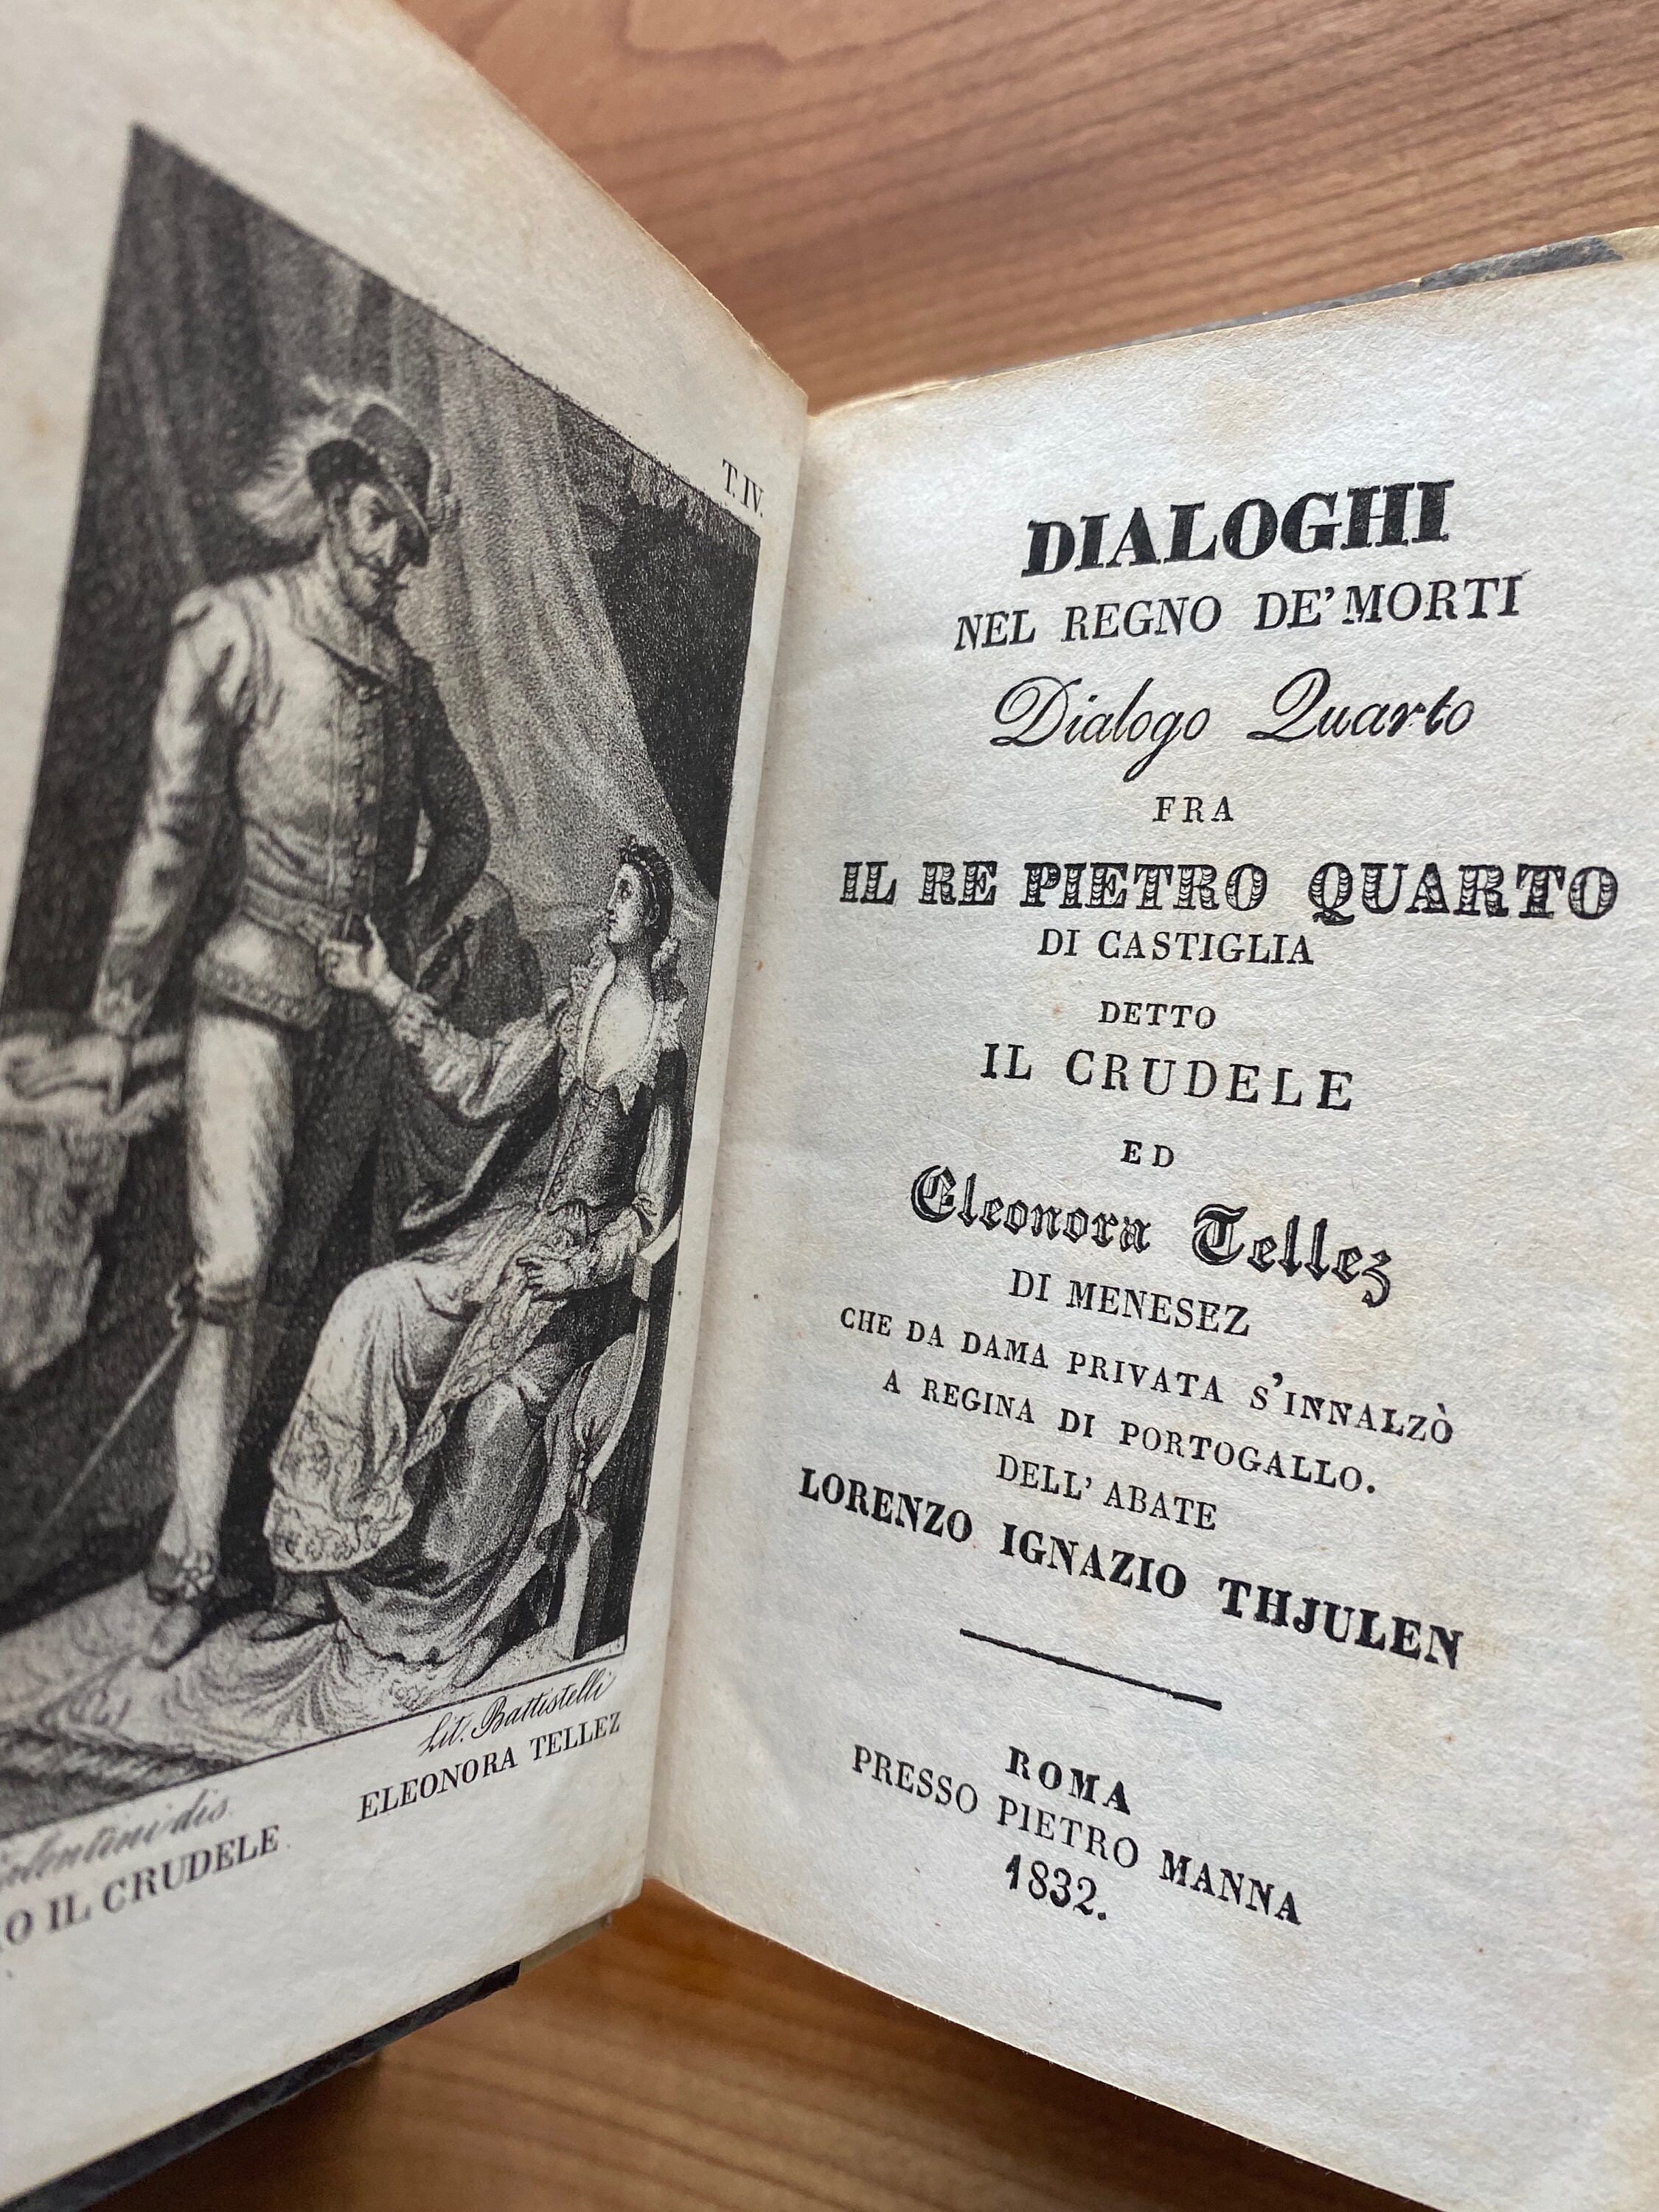 T. IV.
Lit. Battistelli
IL CRUDELE
ELEONORA TELLEZ
DIALOGHI
NEL REGNO DE' MORTI
Dialogo Quarto
FRA
IL RE PIETRO QUARTO
DI CASTIGLIA
DETTO
IL CRUDELE
ED
Eleonora Tellez
DI MENESEZ
CHE DA DAMA PRIVATA S'INNALZÒ
A REGINA DI PORTOGALLO.
DELL' ABATE
LORENZO IGNAZIO THJULEN
ROMA
PRESSO PIETRO MANNA
1832.